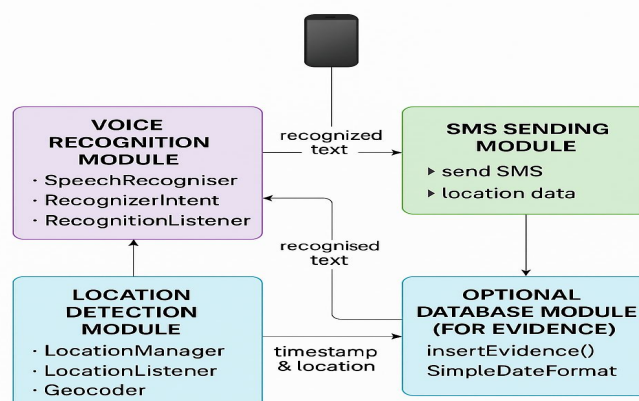 VOICE
RECOGNITION
MODULE
· SpeechRecogniser
· RecognizerIntent
· RecognitionListener
recognized
text
SMS SENDING
MODULE
▸ send SMS
▸ location data
recognised
text
LOCATION
DETECTION
MODULE
· LocationManager
· LocationListener
· Geocoder
timestamp
& location
OPTIONAL
DATABASE MODULE
(FOR EVIDENCE)
insertEvidence()
SimpleDateFormat